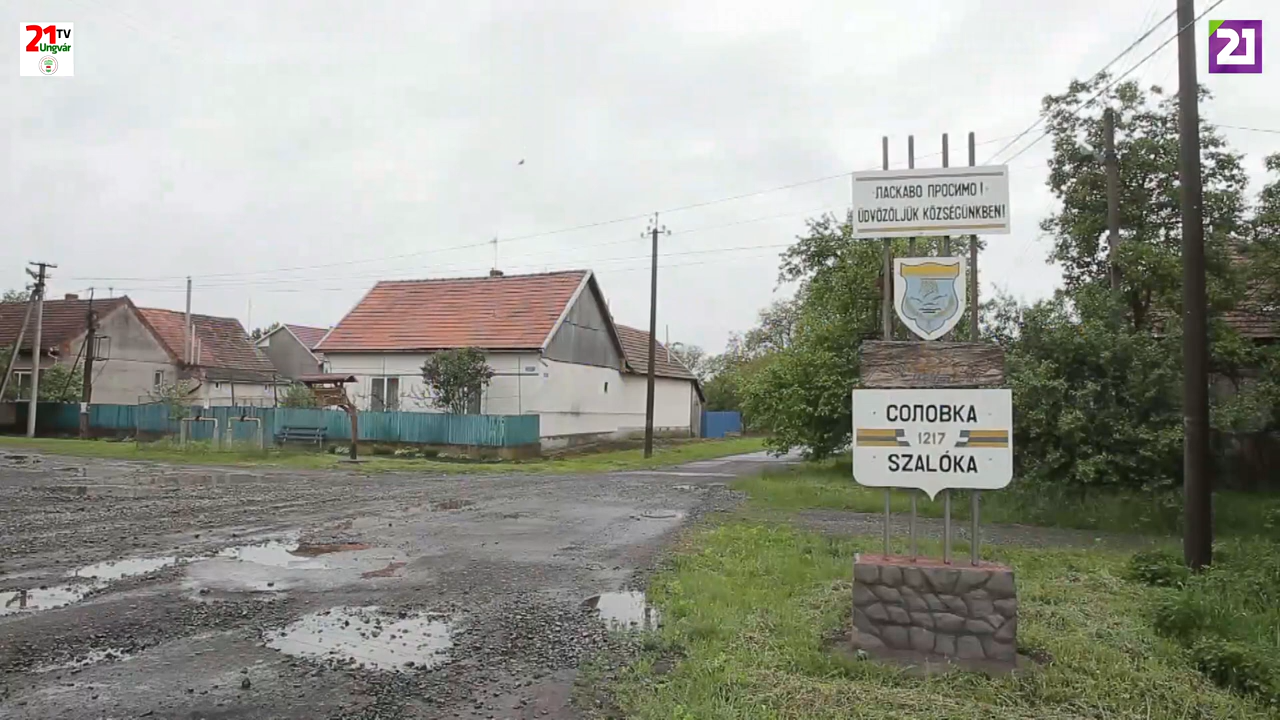 21 TV
Ungvár
21
ЛАСКАВО ПРОСИМО!
ÜDVÖZÖLJÜK KÖZSÉGÜNKBEN!
СОЛОВКА
1217
SZALÓKA